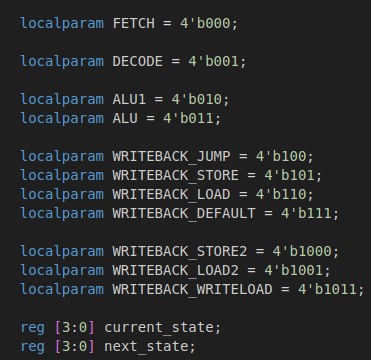 localparam FETCH = 4'b000;
localparam DECODE = 4'b001;
localparam ALU1 = 4'b010;
localparam ALU = 4'b011;
localparam WRITEBACK_JUMP = 4'b100;
localparam WRITEBACK_STORE = 4'b101;
localparam WRITEBACK_LOAD = 4'b110;
localparam WRITEBACK_DEFAULT = 4'b111;
localparam WRITEBACK_STORE2 = 4'b1000;
localparam WRITEBACK_LOAD2 = 4'b1001;
localparam WRITEBACK_WRITELOAD = 4'b1011;
reg [3:0] current_state;
reg [3:0] next_state;